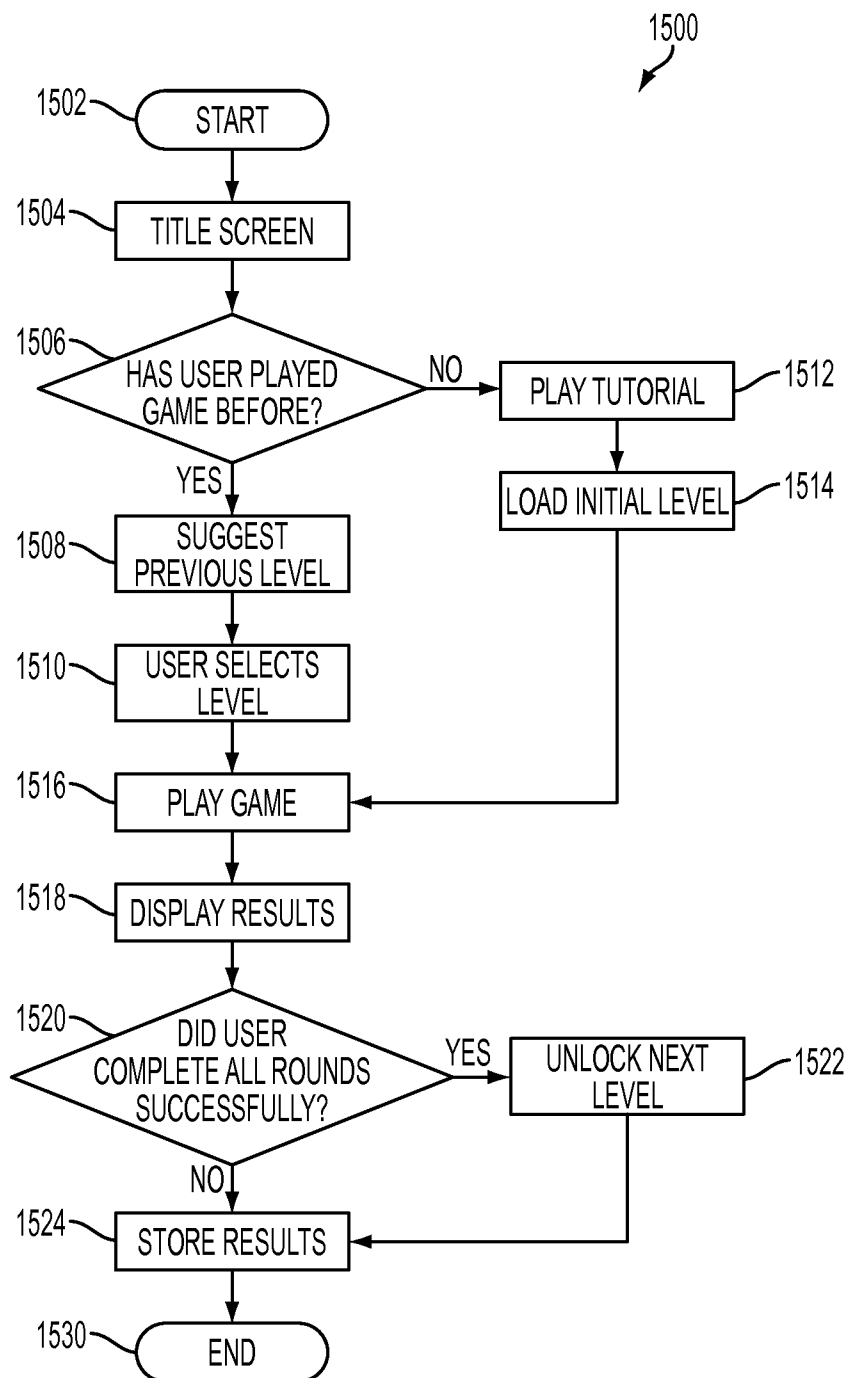 1500
1502
START
1504
TITLE SCREEN
1506
HAS USER PLAYED
GAME BEFORE?
NO
PLAY TUTORIAL
1512
YES
LOAD INITIAL LEVEL
1514
1508
SUGGEST
PREVIOUS LEVEL
1510
USER SELECTS
LEVEL
1516
PLAY GAME
1518
DISPLAY RESULTS
1520
DID USER
COMPLETE ALL ROUNDS
SUCCESSFULLY?
YES
UNLOCK NEXT
LEVEL
1522
NO
1524
STORE RESULTS
1530
END